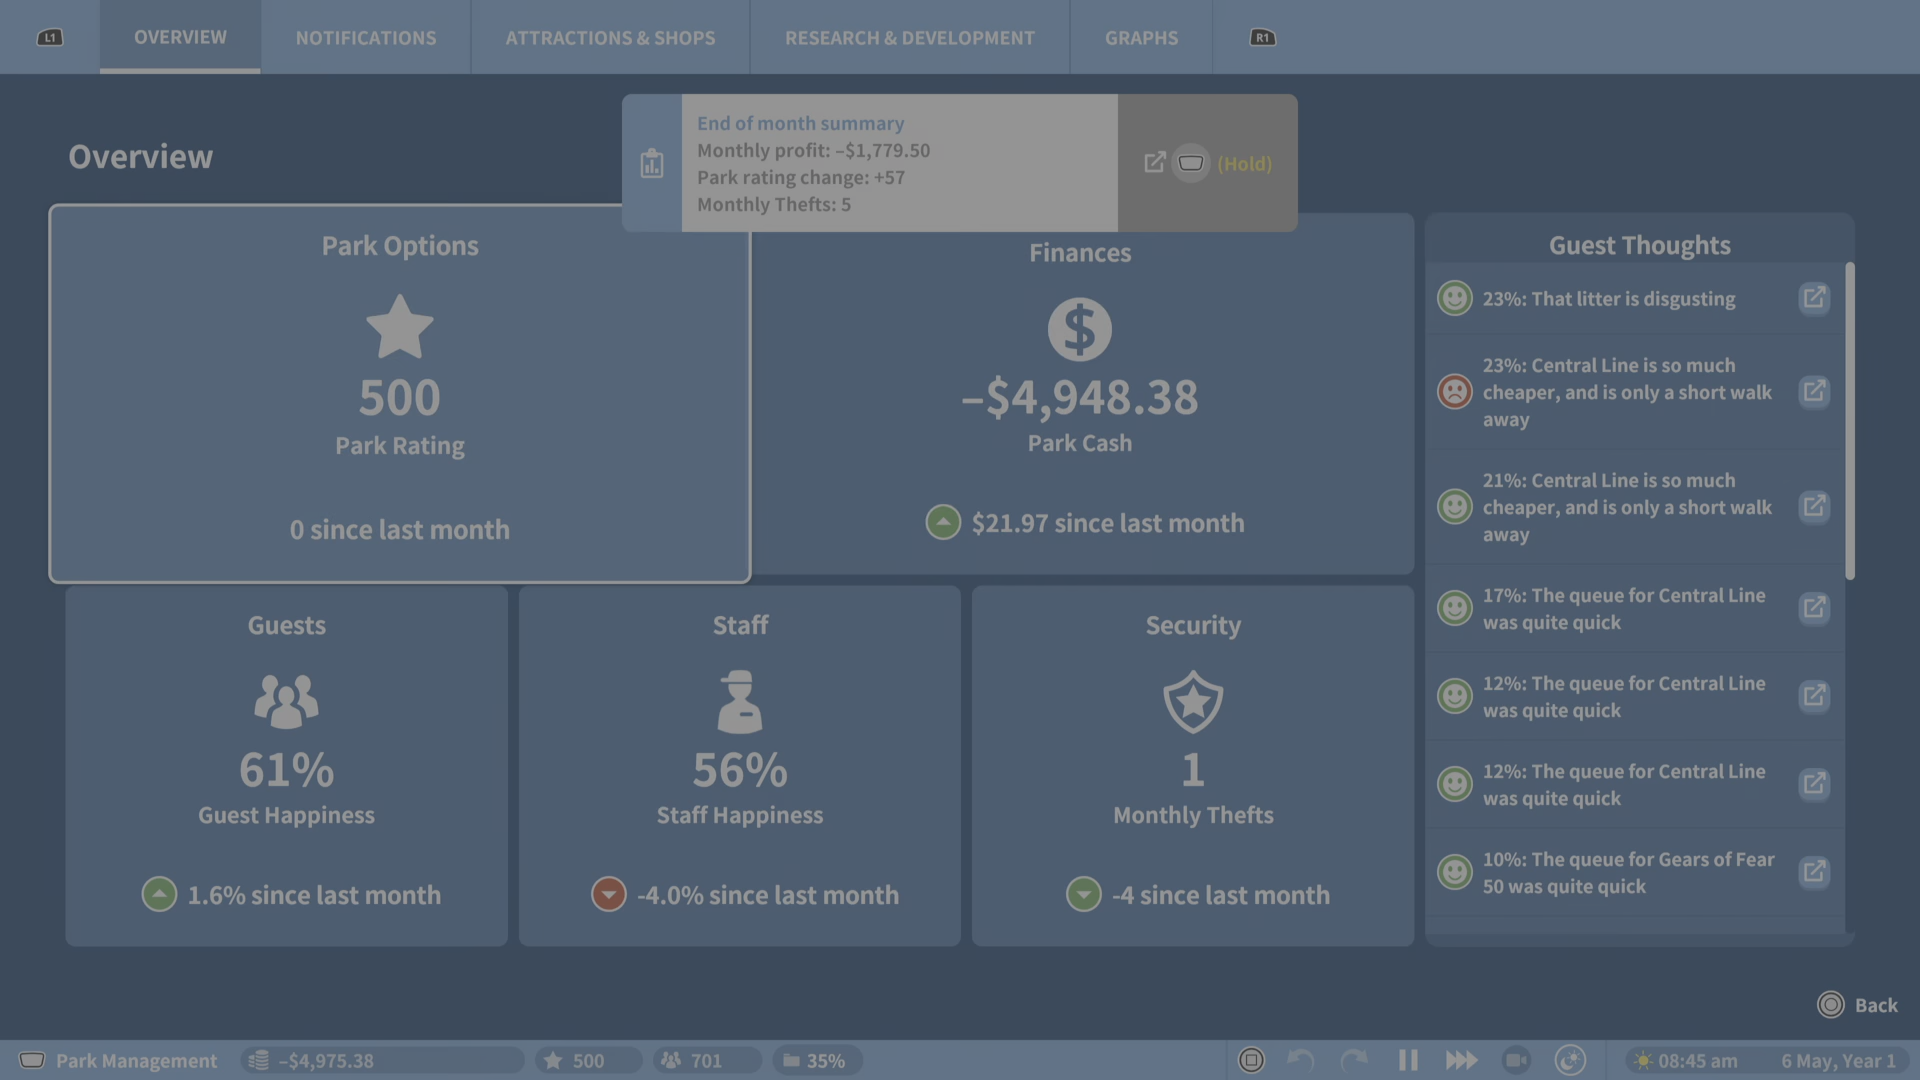 L1
OVERVIEW
NOTIFICATIONS
ATTRACTIONS & SHOPS
RESEARCH & DEVELOPMENT
GRAPHS
R1
Overview
End of month summary
Monthly profit: –$1,779.50
Park rating change: +57
Monthly Thefts: 5
(Hold)
Park Options
500
Park Rating
0 since last month
Finances
$
–$4,948.38
Park Cash
$21.97 since last month
Guests
61%
Guest Happiness
1.6% since last month
Staff
56%
Staff Happiness
-4.0% since last month
Security
1
Monthly Thefts
-4 since last month
Guest Thoughts
23%: That litter is disgusting
23%: Central Line is so much
cheaper, and is only a short walk
away
21%: Central Line is so much
cheaper, and is only a short walk
away
17%: The queue for Central Line
was quite quick
12%: The queue for Central Line
was quite quick
12%: The queue for Central Line
was quite quick
10%: The queue for Gears of Fear
50 was quite quick
Back
Park Management
–$4,975.38
500
701
35%
08:45 am
6 May, Year 1